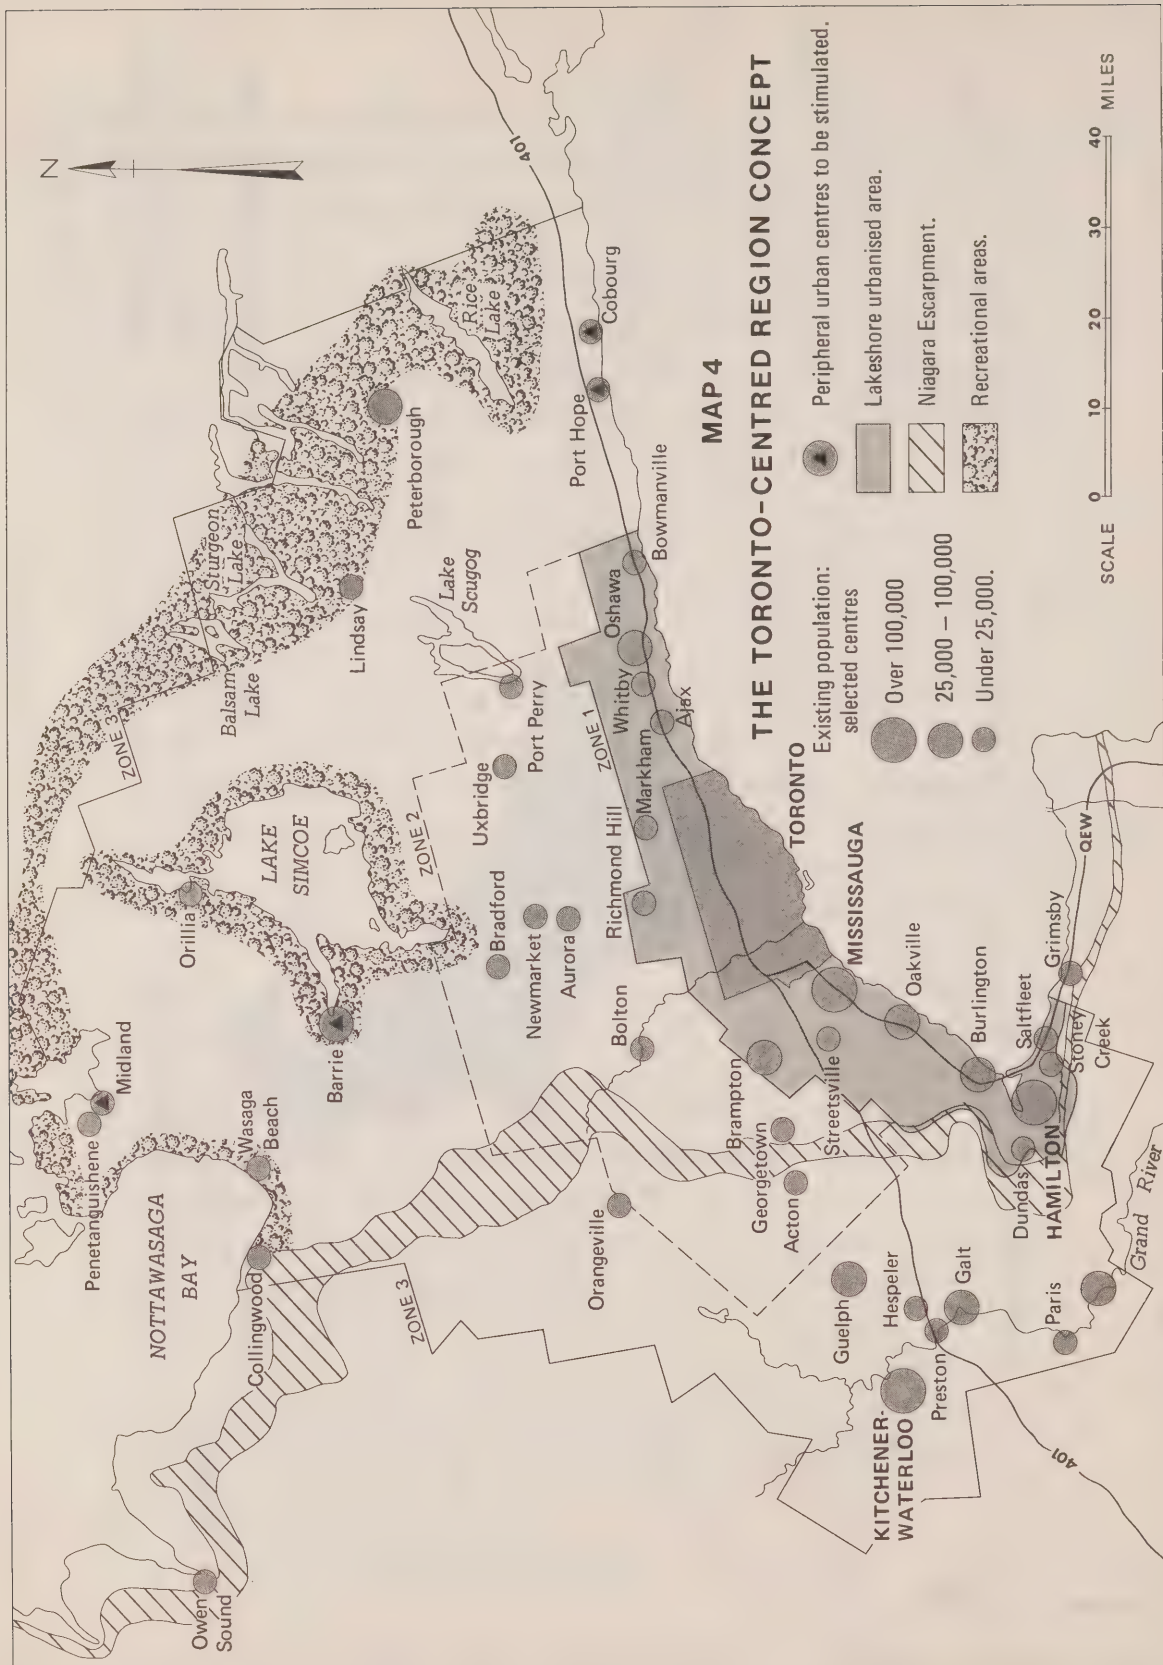 N
401
Rice
Lake
Cobourg
Port Hope
Peterborough
Sturgeon
Lake
Lindsay
Balsam
Lake
ZONE 3
Lake
Scugog
Port Perry
Uxbridge
Bowmanville
Oshawa
Whitby
Ajax
ZONE 1
Markham
Richmond Hill
TORONTO
ZONE 2
LAKE
SIMCOE
Orillia
Barrie
Bradford
Newmarket
Aurora
Bolton
MISSISSAUGA
Oakville
Burlington
Brampton
Streetsville
Georgetown
Acton
Saltfleet
Grimsby
QEW
Stoney
Creek
Dundas
HAMILTON
Midland
Penetanguishene
Wasaga
Beach
NOTTAWASAGA
BAY
Collingwood
ZONE 3
Orangeville
Guelph
Hespeler
Galt
Preston
Paris
Grand River
KITCHENER-
WATERLOO
401
Owen
Sound
MAP 4
THE TORONTO-CENTRED REGION CONCEPT
Existing population:
selected centres
Over 100,000
25,000 – 100,000
Under 25,000.
Peripheral urban centres to be stimulated.
Lakeshore urbanised area.
Niagara Escarpment.
Recreational areas.
SCALE 0 10 20 30 40 MILES